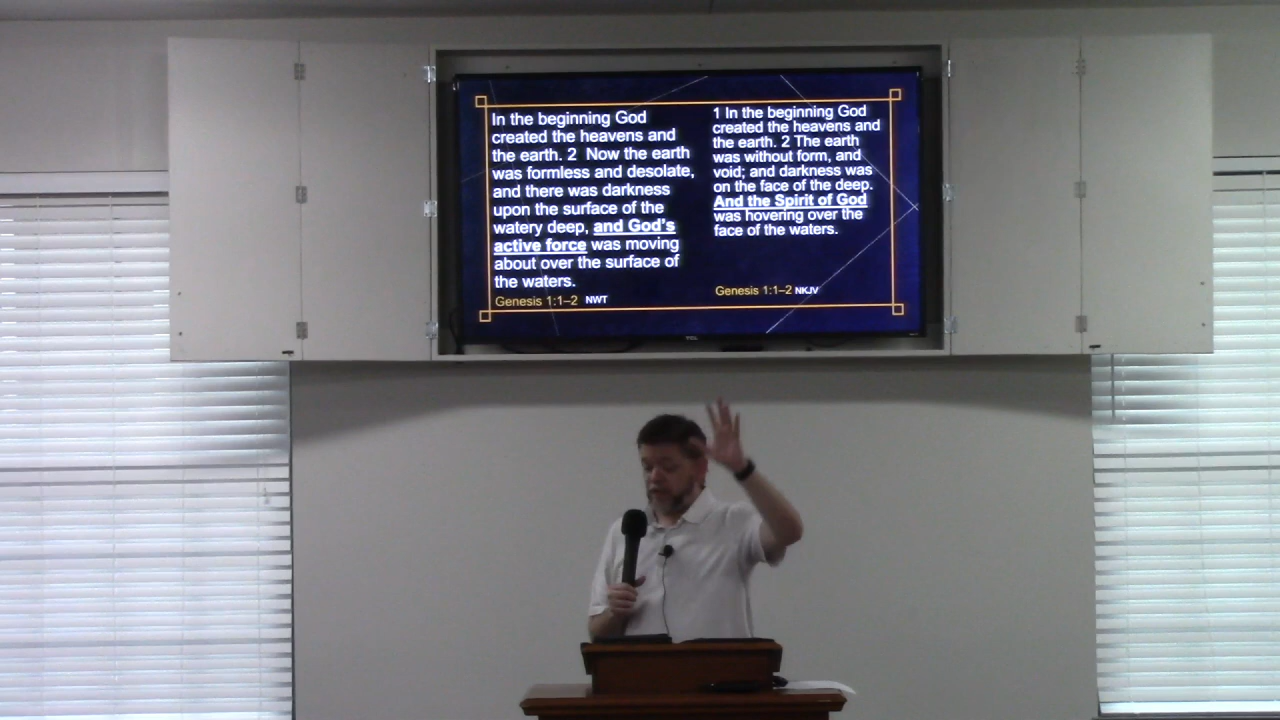 In the beginning God
created the heavens and
the earth. 2 Now the earth
was formless and desolate,
and there was darkness
upon the surface of the
watery deep, and God's
active force was moving
about over the surface of
the waters.
Genesis 1:1–2 NWT
1 In the beginning God
created the heavens and
the earth. 2 The earth
was without form, and
void; and darkness was
on the face of the deep.
And the Spirit of God
was hovering over the
face of the waters.
Genesis 1:1–2 NKJV
TCL